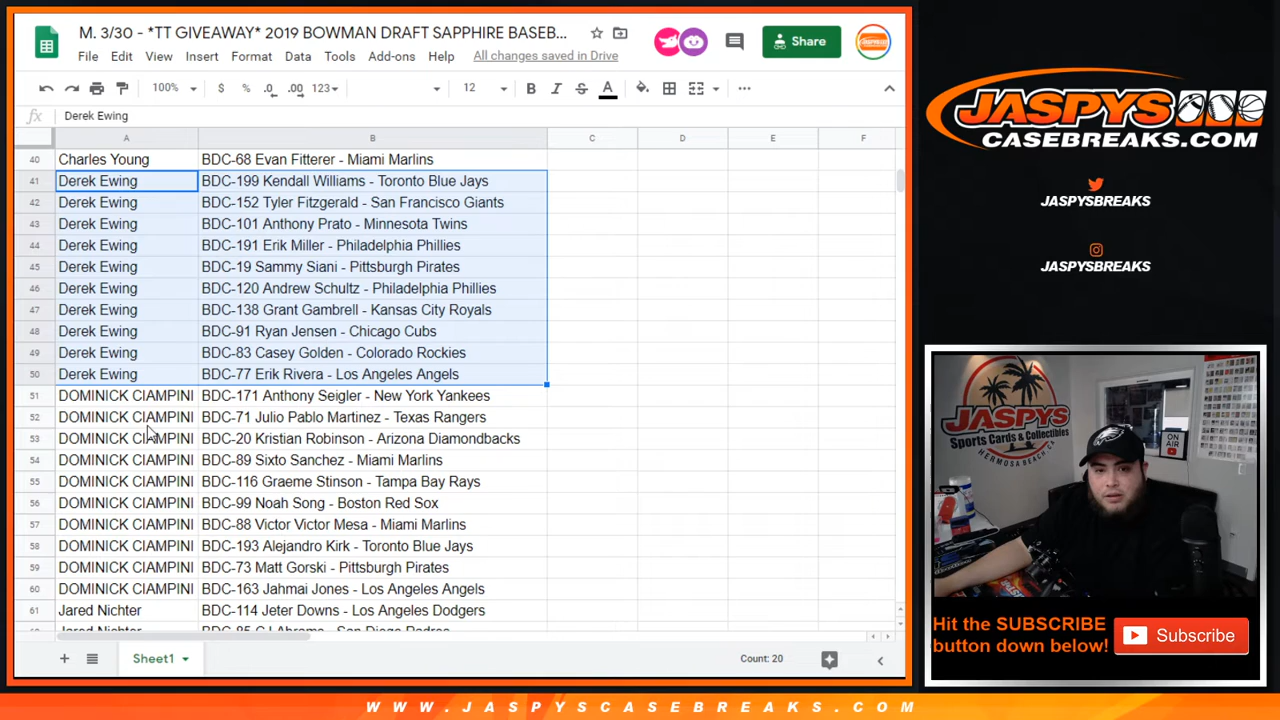 M. 3/30 - *TT GIVEAWAY* 2019 BOWMAN DRAFT SAPPHIRE BASEB...
Share
File Edit View Insert Format Data Tools Add-ons Help All changes saved in Drive
100% $ % .0 .00 123 12 B I S A
fx Derek Ewing
A B C D E F
40 Charles Young BDC-68 Evan Fitterer - Miami Marlins
41 Derek Ewing BDC-199 Kendall Williams - Toronto Blue Jays
42 Derek Ewing BDC-152 Tyler Fitzgerald - San Francisco Giants
43 Derek Ewing BDC-101 Anthony Prato - Minnesota Twins
44 Derek Ewing BDC-191 Erik Miller - Philadelphia Phillies
45 Derek Ewing BDC-19 Sammy Siani - Pittsburgh Pirates
46 Derek Ewing BDC-120 Andrew Schultz - Philadelphia Phillies
47 Derek Ewing BDC-138 Grant Gambrell - Kansas City Royals
48 Derek Ewing BDC-91 Ryan Jensen - Chicago Cubs
49 Derek Ewing BDC-83 Casey Golden - Colorado Rockies
50 Derek Ewing BDC-77 Erik Rivera - Los Angeles Angels
51 DOMINICK CIAMPINI BDC-171 Anthony Seigler - New York Yankees
52 DOMINICK CIAMPINI BDC-71 Julio Pablo Martinez - Texas Rangers
53 DOMINICK CIAMPINI BDC-20 Kristian Robinson - Arizona Diamondbacks
54 DOMINICK CIAMPINI BDC-89 Sixto Sanchez - Miami Marlins
55 DOMINICK CIAMPINI BDC-116 Graeme Stinson - Tampa Bay Rays
56 DOMINICK CIAMPINI BDC-99 Noah Song - Boston Red Sox
57 DOMINICK CIAMPINI BDC-88 Victor Victor Mesa - Miami Marlins
58 DOMINICK CIAMPINI BDC-193 Alejandro Kirk - Toronto Blue Jays
59 DOMINICK CIAMPINI BDC-73 Matt Gorski - Pittsburgh Pirates
60 DOMINICK CIAMPINI BDC-163 Jahmai Jones - Los Angeles Angels
61 Jared Nichter BDC-114 Jeter Downs - Los Angeles Dodgers
Jared Nichter BDC-85 CJ Abrams - San Diego Padres
Sheet1
Count: 20
JASPYS
CASEBREAKS.COM
JASPYSBREAKS
JASPYSBREAKS
JASPYS
Sports Cards & Collectibles
HERMOSA BEACH, CA
ON AIR
Hit the SUBSCRIBE
button down below!
Subscribe
WWW.JASPYSCASEBREAKS.COM